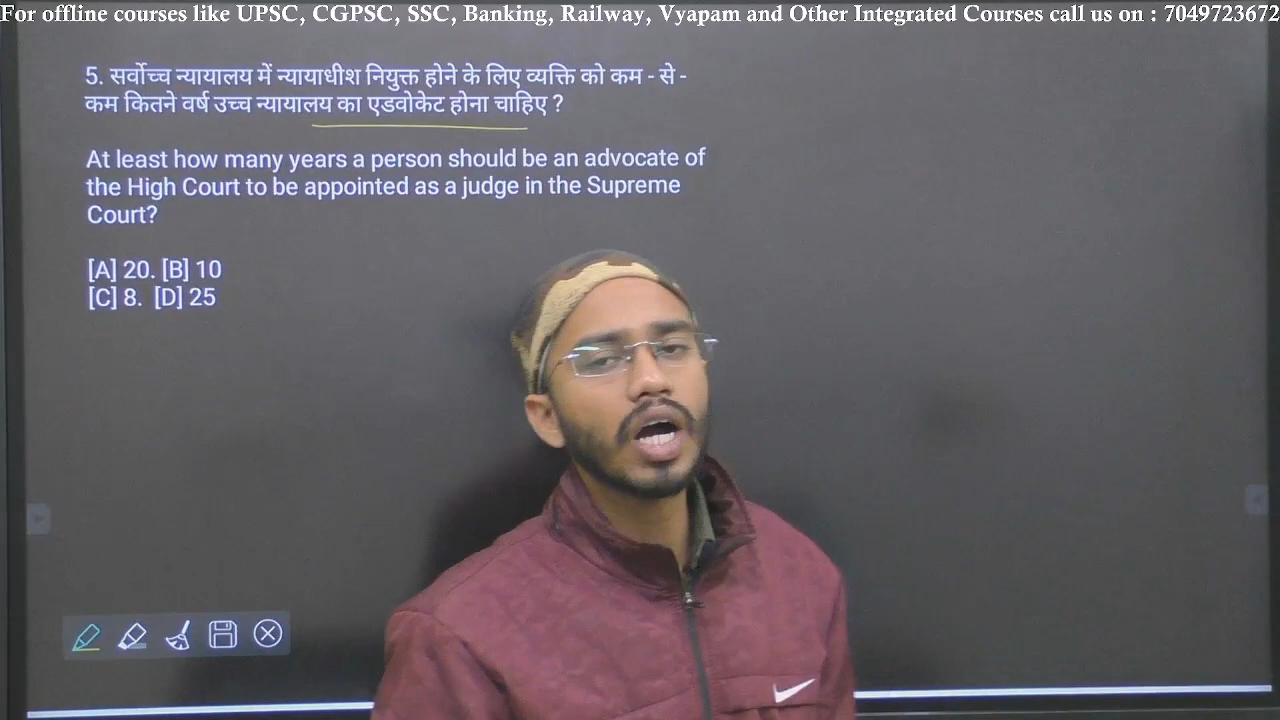 For offline courses like UPSC, CGPSC, SSC, Banking, Railway, Vyapam and Other Integrated Courses call us on : 7049723672
5. सर्वोच्च न्यायालय में न्यायाधीश नियुक्त होने के लिए व्यक्ति को कम - से -
कम कितने वर्ष उच्च न्यायालय का एडवोकेट होना चाहिए ?
At least how many years a person should be an advocate of
the High Court to be appointed as a judge in the Supreme
Court?
[A] 20. [B] 10
[C] 8. [D] 25